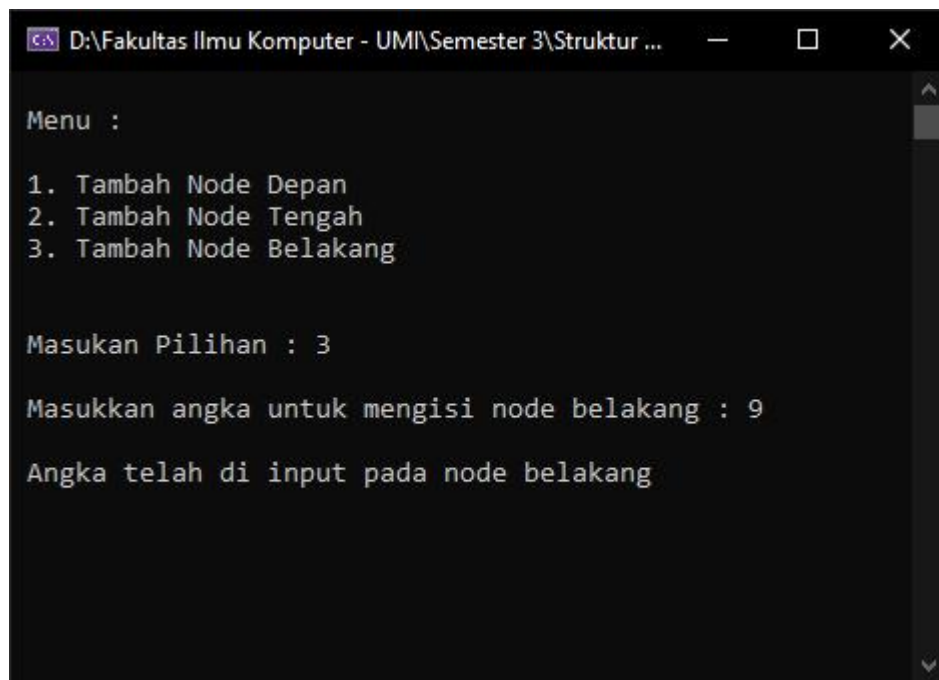 D:\Fakultas Ilmu Komputer - UMI\Semester 3\Struktur ...
Menu :
1. Tambah Node Depan
2. Tambah Node Tengah
3. Tambah Node Belakang
Masukan Pilihan : 3
Masukkan angka untuk mengisi node belakang : 9
Angka telah di input pada node belakang